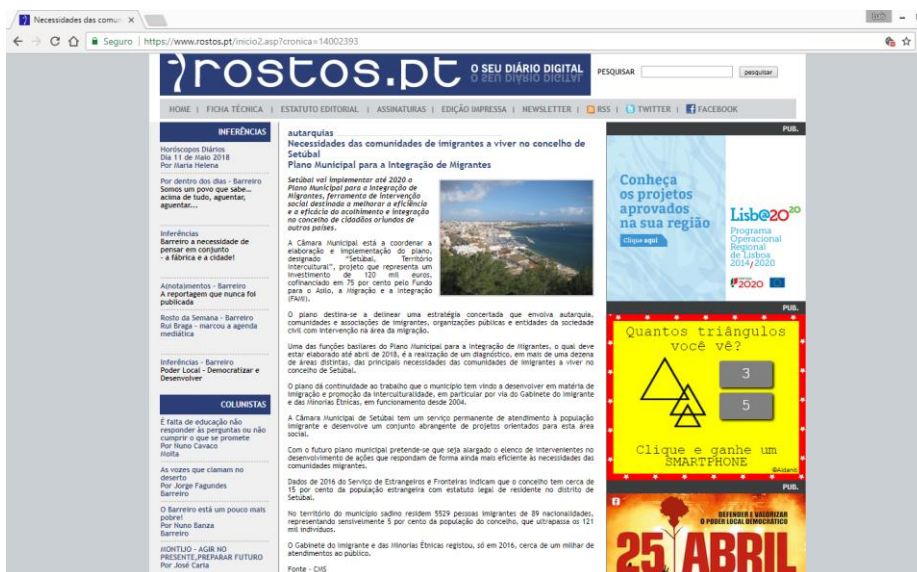 Necessidades das comun
Seguro | https://www.rostos.pt/inicio2.asp?cronica=14002393
rostos.pt O SEU DIÁRIO DIGITAL
PESQUISAR
pesquisar
HOME | FICHA TÉCNICA | ESTATUTO EDITORIAL | ASSINATURAS | EDIÇÃO IMPRESSA | NEWSLETTER | RSS | TWITTER | FACEBOOK
INFERÊNCIAS
Horóscopos Diários
Dia 11 de Maio 2018
Por Maria Helena
Por dentro dos dias - Barreiro
Somos um povo que sabe...
acima de tudo, aguentar,
aguentar...
Inferências
Barreiro a necessidade de
pensar em conjunto
- a fábrica e a cidade!
Acnotaimentos - Barreiro
A reportagem que nunca foi
publicada
Rosto da Semana - Barreiro
Rui Braga - marcou a agenda
mediática
Inferências - Barreiro
Poder Local - Democratizar e
Desenvolver
COLUNISTAS
É falta de educação não
responder às perguntas ou não
cumprir o que se promete
Por Nuno Cavaco
Moita
As vozes que clamam no
deserto
Por Jorge Fagundes
Barreiro
O Barreiro está um pouco mais
pobre!
Por Nuno Banza
Barreiro
MONTIJO - AGIR NO
PRESENTE,PREPARAR FUTURO
Por José Caria
autarquias
Necessidades das comunidades de imigrantes a viver no concelho de
Setúbal
Plano Municipal para a Integração de Migrantes
Setúbal vai implementar até 2020 o
Plano Municipal para a Integração de
Migrantes, ferramenta de intervenção
social destinada a melhorar a eficiência
e a eficácia do acolhimento e integração
no concelho de cidadãos oriundos de
outros países.
A Câmara Municipal está a coordenar a
elaboração e implementação do plano,
designado "Setúbal, Território
Intercultural", projeto que representa um
investimento de 120 mil euros,
cofinanciado em 75 por cento pelo Fundo
para o Asilo, a Migração e a Integração
(FAMI).
O plano destina-se a delinear uma estratégia concertada que envolva autarquia,
comunidades e associações de imigrantes, organizações públicas e entidades da sociedade
civil com intervenção na área da migração.
Uma das funções basilares do Plano Municipal para a Integração de Migrantes, o qual deve
estar elaborado até abril de 2018, é a realização de um diagnóstico, em mais de uma dezena
de áreas distintas, das principais necessidades das comunidades de imigrantes a viver no
concelho de Setúbal.
O plano dá continuidade ao trabalho que o município tem vindo a desenvolver em matéria de
imigração e promoção da interculturalidade, em particular por via do Gabinete do Imigrante
e das Minorias Étnicas, em funcionamento desde 2004.
A Câmara Municipal de Setúbal tem um serviço permanente de atendimento à população
imigrante e desenvolve um conjunto abrangente de projetos orientados para esta área
social.
Com o futuro plano municipal pretende-se que seja alargado o elenco de intervenientes no
desenvolvimento de ações que respondam de forma ainda mais eficiente às necessidades das
comunidades migrantes.
Dados de 2016 do Serviço de Estrangeiros e Fronteiras indicam que o concelho tem cerca de
15 por cento da população estrangeira com estatuto legal de residente no distrito de
Setúbal.
No território do município sadino residem 5529 pessoas imigrantes de 89 nacionalidades,
representando sensivelmente 5 por cento da população do concelho, que ultrapassa os 121
mil indivíduos.
O Gabinete do Imigrante e das Minorias Étnicas registou, só em 2016, cerca de um milhar de
atendimentos ao público.
Fonte - CMS
PUB.
Conheça
os projetos
aprovados
na sua região
Clique aqui
Lisb@20²⁰
Programa
Operacional
Regional
de Lisboa
2014/2020
2020
PUB.
Quantos triângulos
você vê?
3
5
Clique e ganhe um
SMARTPHONE
PUB.
DEFENDER E VALORIZAR
O PODER LOCAL DEMOCRÁTICO
25 ABRIL